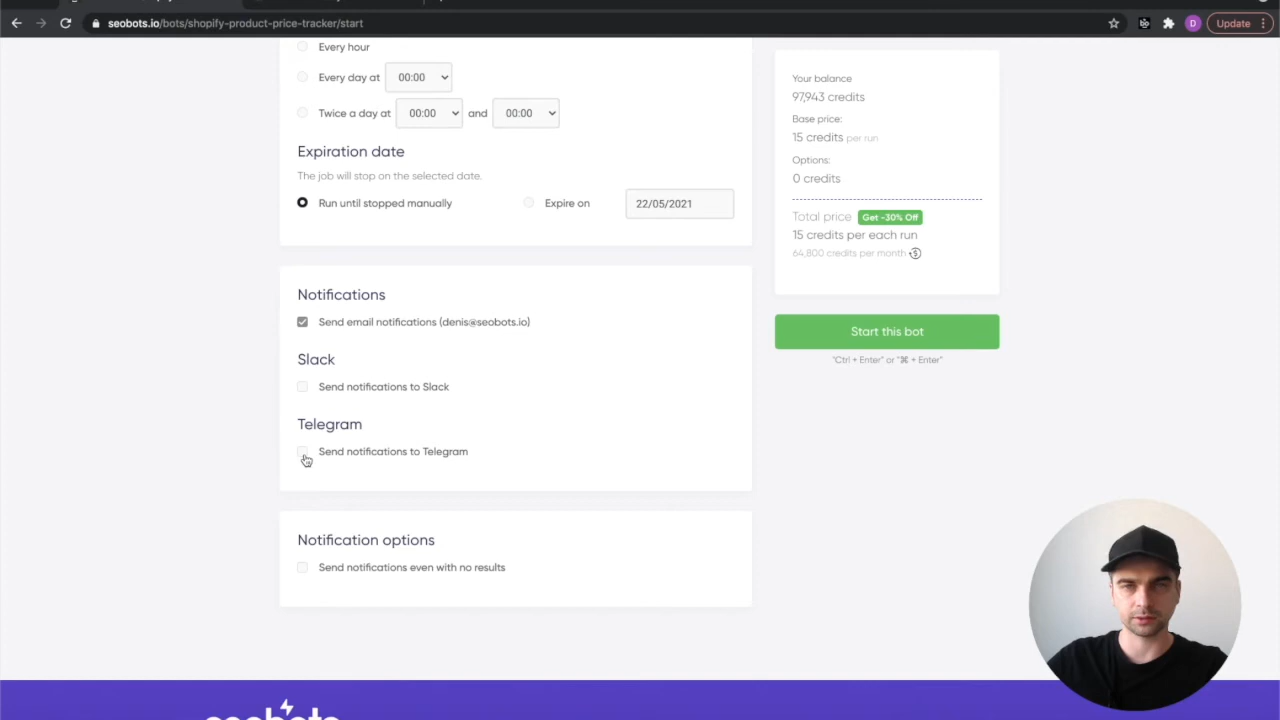 seobots.io/bots/shopify-product-price-tracker/start
D
Update
Every hour
Every day at 00:00
Twice a day at 00:00 and 00:00
Expiration date
The job will stop on the selected date.
Run until stopped manually
Expire on
22/05/2021
Notifications
Send email notifications (denis@seobots.io)
Slack
Send notifications to Slack
Telegram
Send notifications to Telegram
Notification options
Send notifications even with no results
Your balance
97,943 credits
Base price:
15 credits per run
Options:
0 credits
Total price Get -30% Off
15 credits per each run
64,800 credits per month
Start this bot
"Ctrl + Enter" or "⌘ + Enter"
seobots